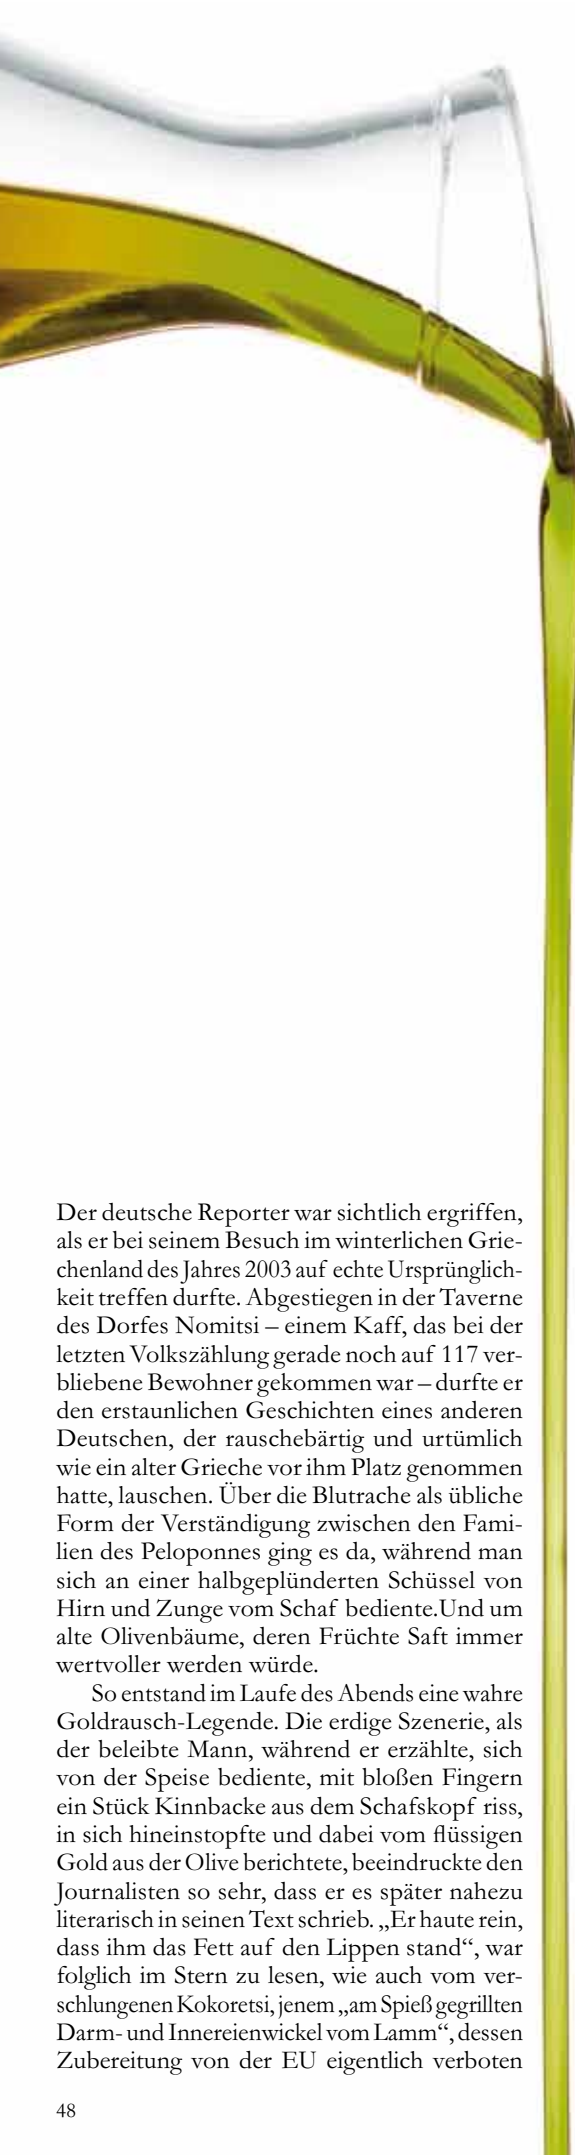 Der deutsche Reporter war sichtlich ergriffen,
als er bei seinem Besuch im winterlichen Grie-
chenland des Jahres 2003 auf echte Ursprünglich-
keit treffen durfte. Abgestiegen in der Taverne
des Dorfes Nomitsi – einem Kaff, das bei der
letzten Volkszählung gerade noch auf 117 ver-
bliebene Bewohner gekommen war – durfte er
den erstaunlichen Geschichten eines anderen
Deutschen, der rauschebärtig und urtümlich
wie ein alter Grieche vor ihm Platz genommen
hatte, lauschen. Über die Blutrache als übliche
Form der Verständigung zwischen den Fami-
lien des Peloponnes ging es da, während man
sich an einer halbgeplünderten Schüssel von
Hirn und Zunge vom Schaf bediente.Und um
alte Olivenbäume, deren Früchte Saft immer
wertvoller werden würde.
So entstand im Laufe des Abends eine wahre
Goldrausch-Legende. Die erdige Szenerie, als
der beleibte Mann, während er erzählte, sich
von der Speise bediente, mit bloßen Fingern
ein Stück Kinnbacke aus dem Schafskopf riss,
in sich hineinstopfte und dabei vom flüssigen
Gold aus der Olive berichtete, beeindruckte den
Journalisten so sehr, dass er es später nahezu
literarisch in seinen Text schrieb. „Er haute rein,
dass ihm das Fett auf den Lippen stand“, war
folglich im Stern zu lesen, wie auch vom ver-
schlungenen Kokoretsi, jenem „am Spieß gegrillten
Darm- und Innereienwickel vom Lamm“, dessen
Zubereitung von der EU eigentlich verboten
48